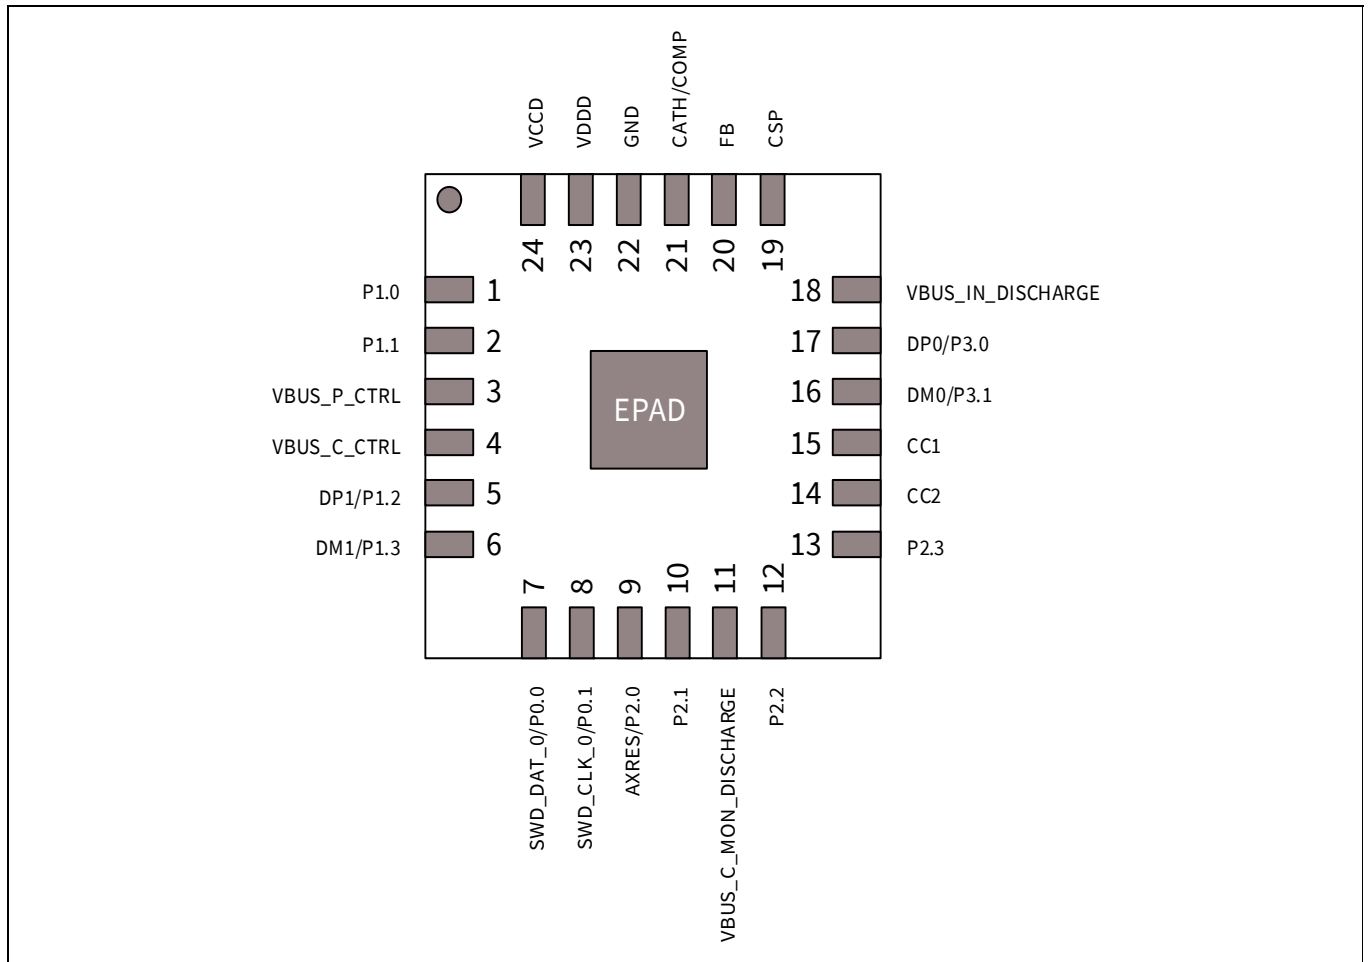 VCCD
VDDD
GND
CATH/COMP
FB
CSP
24
23
22
21
20
19
P1.0 1
P1.1 2
VBUS_P_CTRL 3
VBUS_C_CTRL 4
DP1/P1.2 5
DM1/P1.3 6
EPAD
18 VBUS_IN_DISCHARGE
17 DP0/P3.0
16 DM0/P3.1
15 CC1
14 CC2
13 P2.3
7
8
9
10
11
12
SWD_DAT_0/P0.0
SWD_CLK_0/P0.1
AXRES/P2.0
P2.1
VBUS_C_MON_DISCHARGE
P2.2